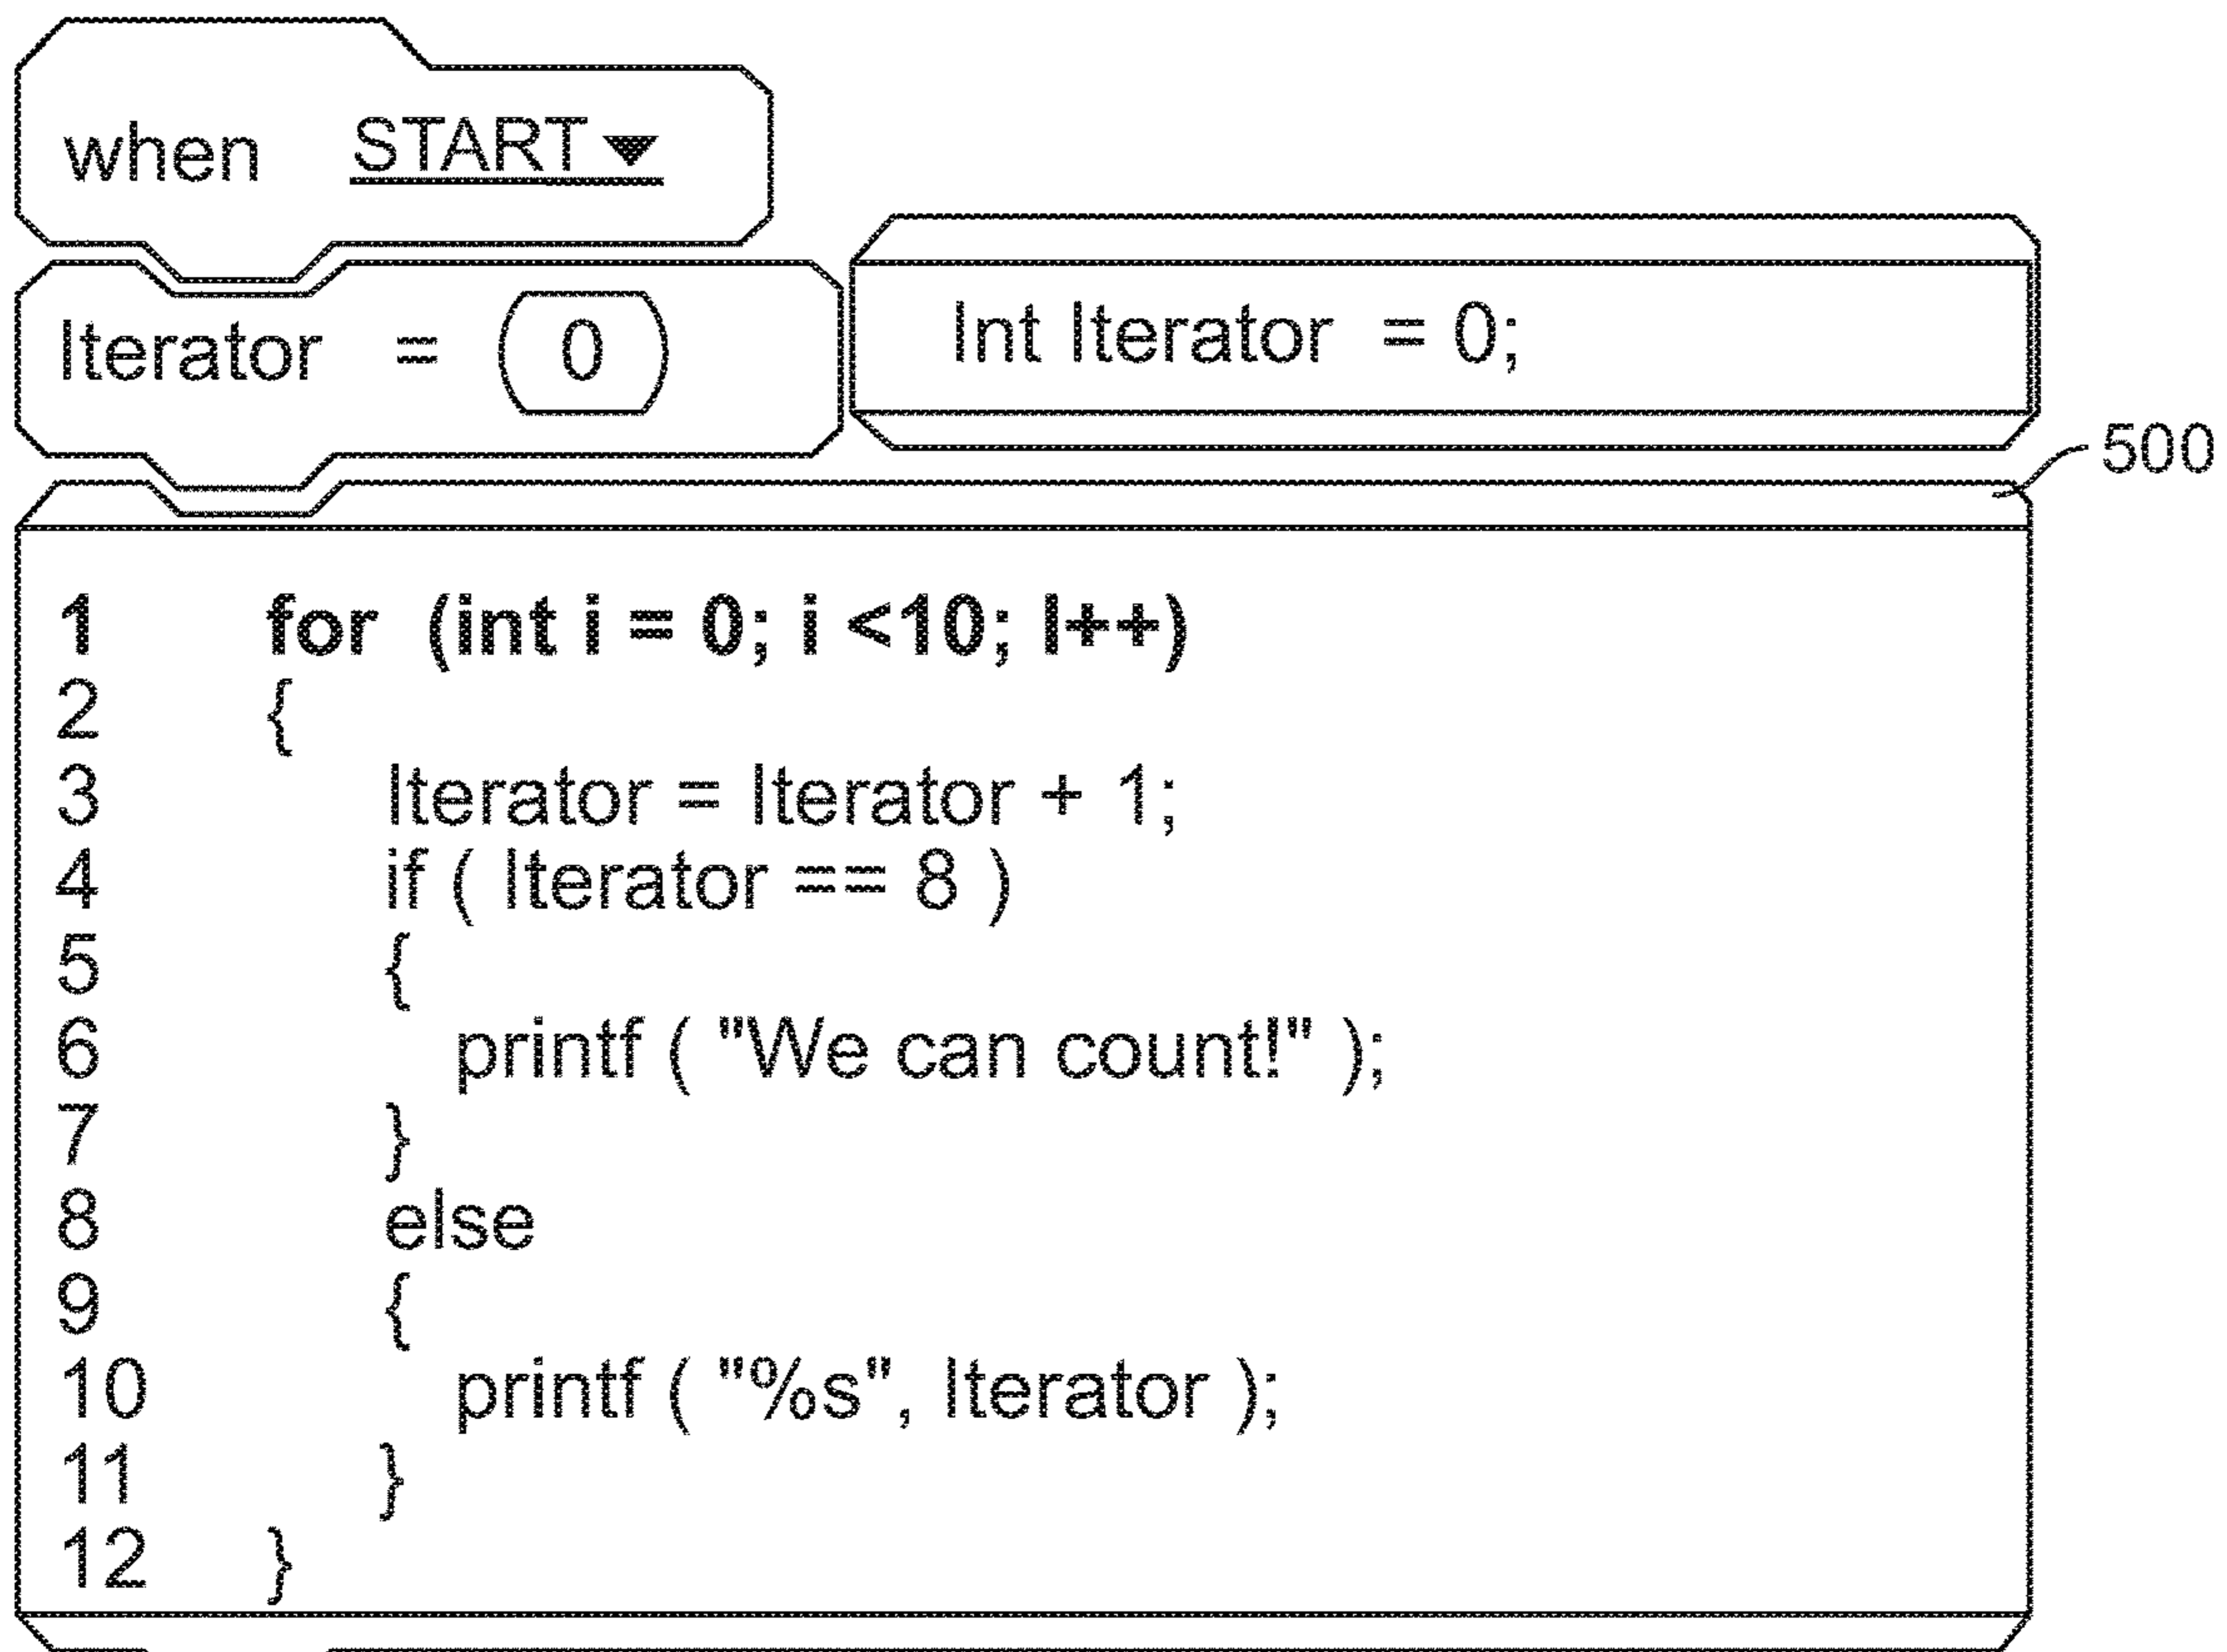 when START
Iterator = 0
Int Iterator = 0;
500
1 for (int i = 0; i <10; I++)
2 {
3 Iterator = Iterator + 1;
4 if ( Iterator == 8 )
5 {
6 printf ( "We can count!" );
7 }
8 else
9 {
10 printf ( "%s", Iterator );
11 }
12 }